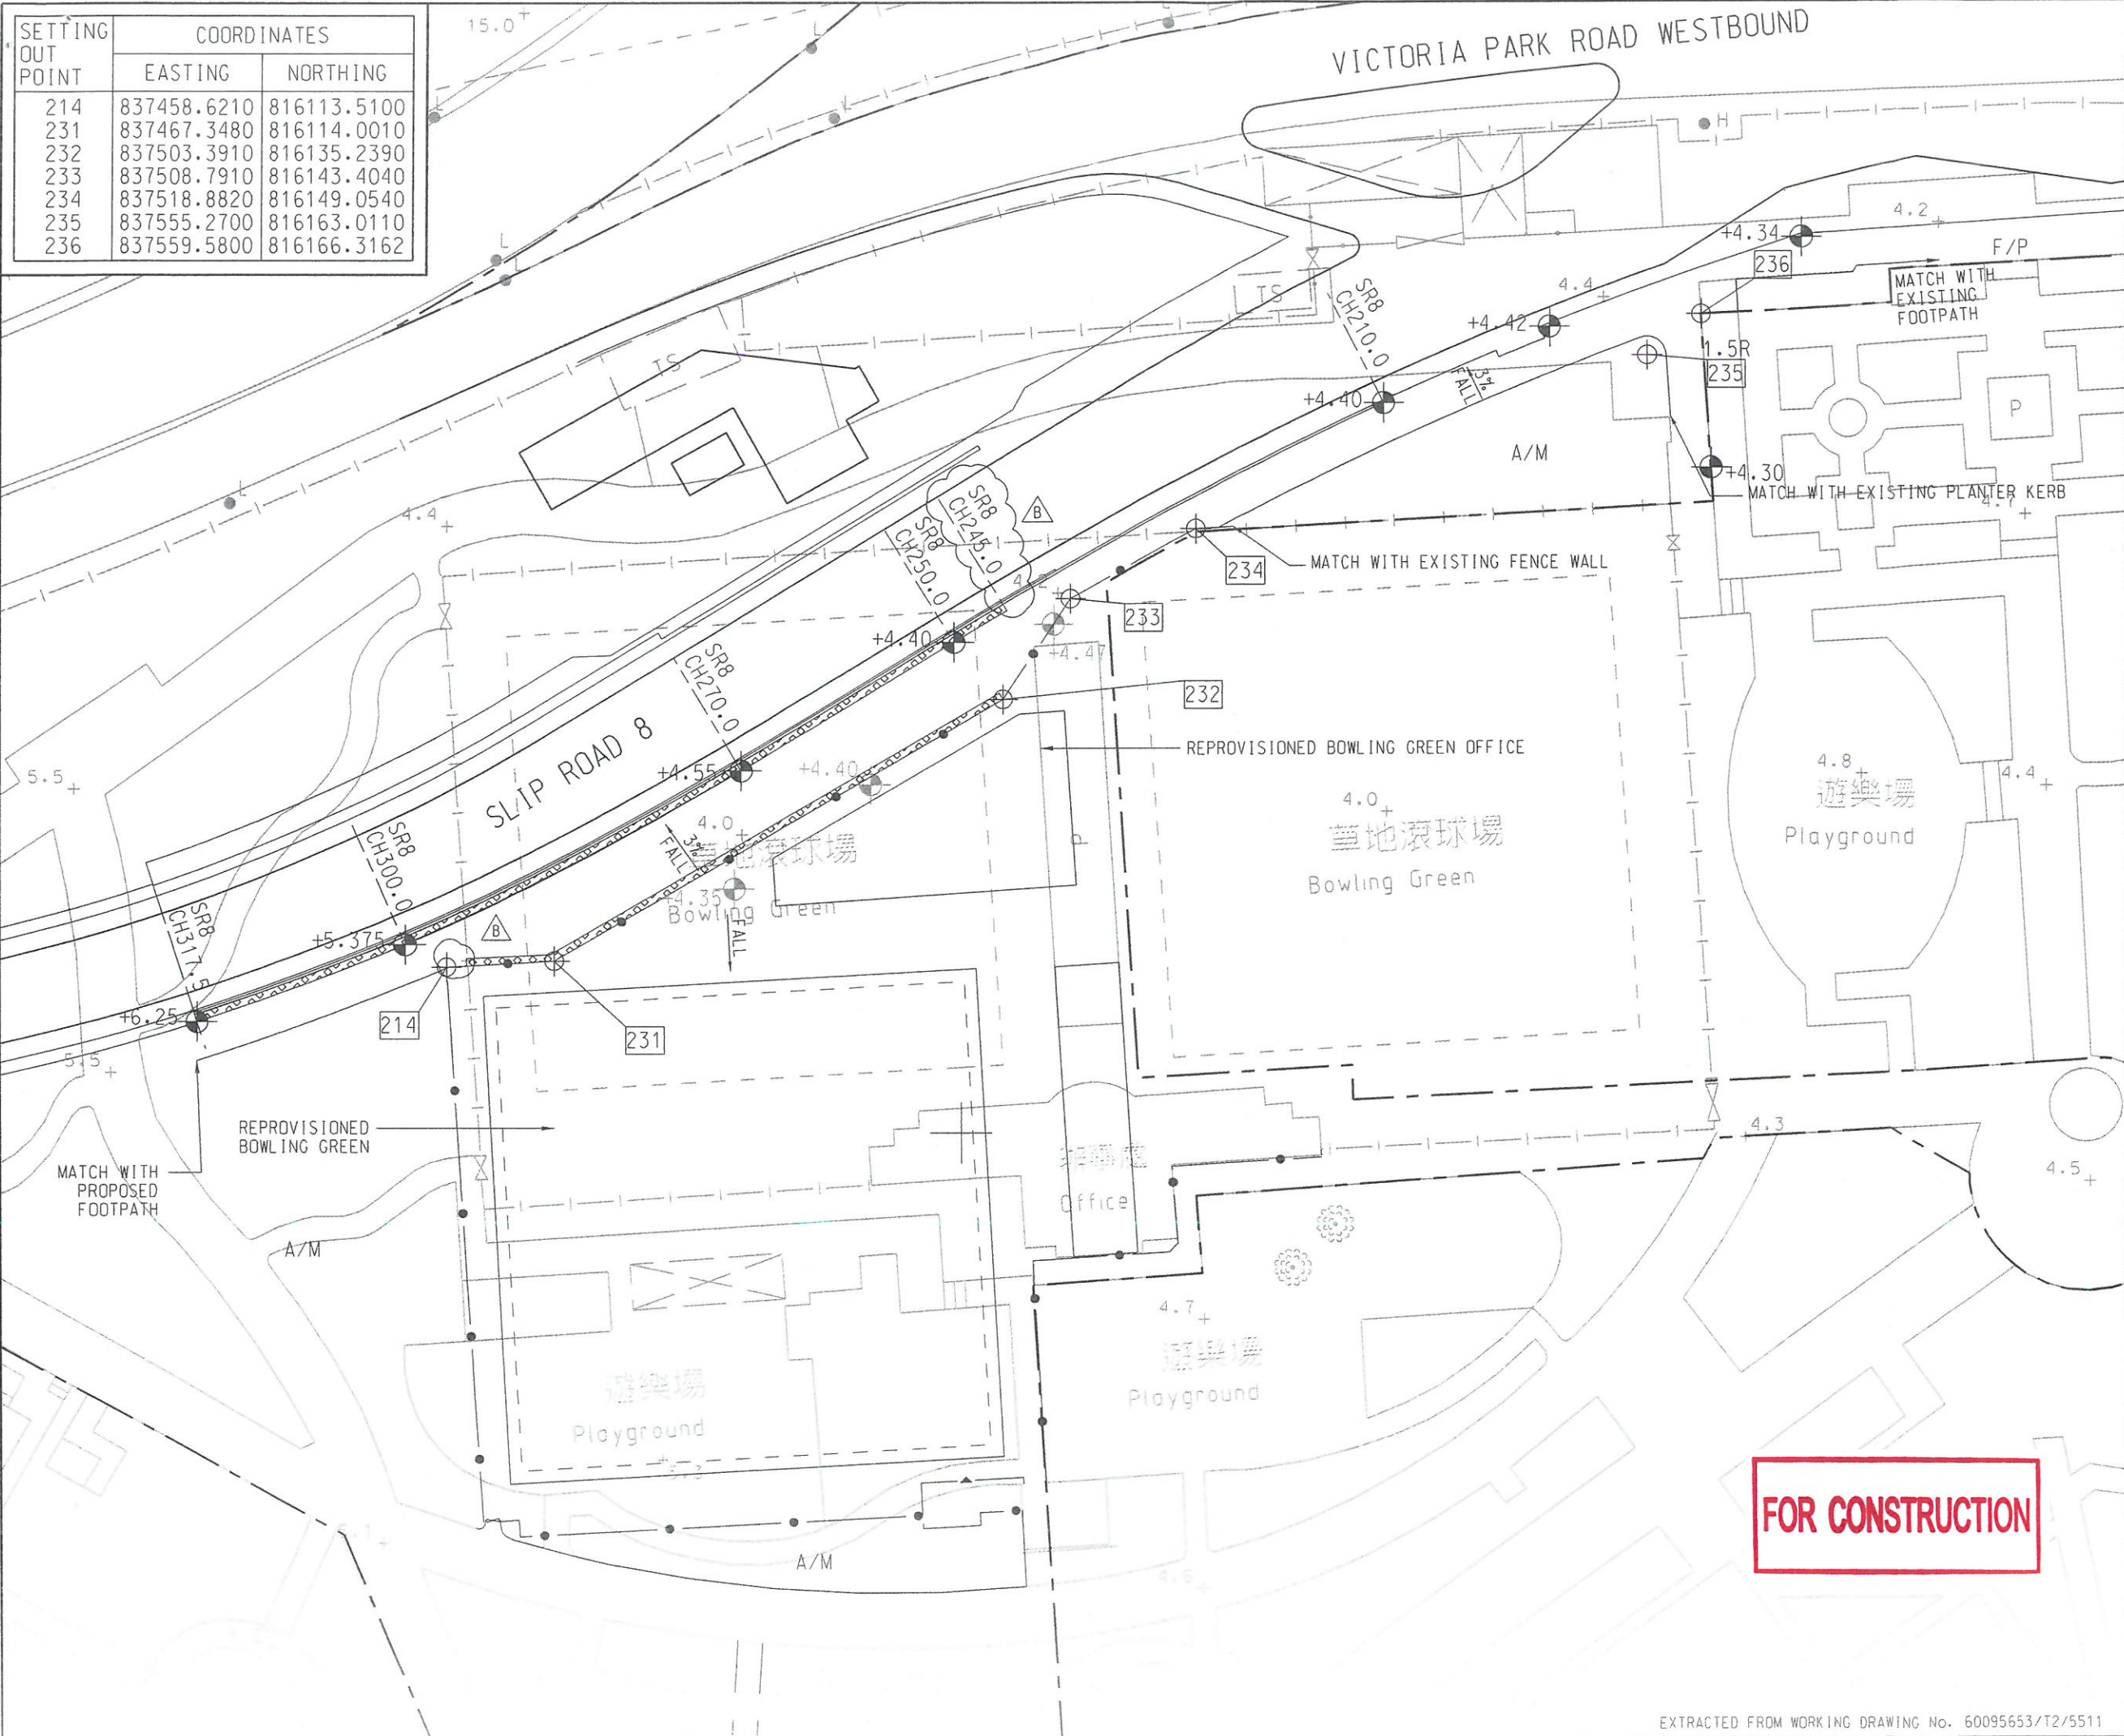 SETTING OUT POINT
COORDINATES
EASTING NORTHING
214 837458.6210 816113.5100
231 837467.3480 816114.0010
232 837503.3910 816135.2390
233 837508.7910 816143.4040
234 837518.8820 816149.0540
235 837555.2700 816163.0110
236 837559.5800 816166.3162
15.0
L
L
K
L
L
L
L
VICTORIA PARK ROAD WESTBOUND
H
4.2
+4.34
F/P
236
MATCH WITH
EXISTING
FOOTPATH
TS
TS
SR8
CH210.0
4.4
+4.42
1.5R
235
+4.40
3%
FALL
P
A/M
+4.30
MATCH WITH EXISTING PLANTER KERB
4.7
4.4
SR8
CH245.0
B
SR8
CH250.0
234
MATCH WITH EXISTING FENCE WALL
233
+4.40
+4.47
SR8
CH270.0
232
SLIP ROAD 8
REPROVISIONED BOWLING GREEN OFFICE
5.5
+4.55
+4.40
4.8
遊樂場
Playground
4.4
4.0
草地滾球場
Bowling Green
4.0
草地滾球場
Bowling Green
3%
FALL
P
SR8
CH300.0
+4.35
FALL
B
+5.375
SR8
CH317.5
+6.25
214
231
5.5
REPROVISIONED
BOWLING GREEN
MATCH WITH
PROPOSED
FOOTPATH
4.3
4.5
Office
A/M
4.7
遊樂場
Playground
遊樂場
Playground
A/M
4.6
FOR CONSTRUCTION
EXTRACTED FROM WORKING DRAWING No. 60095653/T2/5511